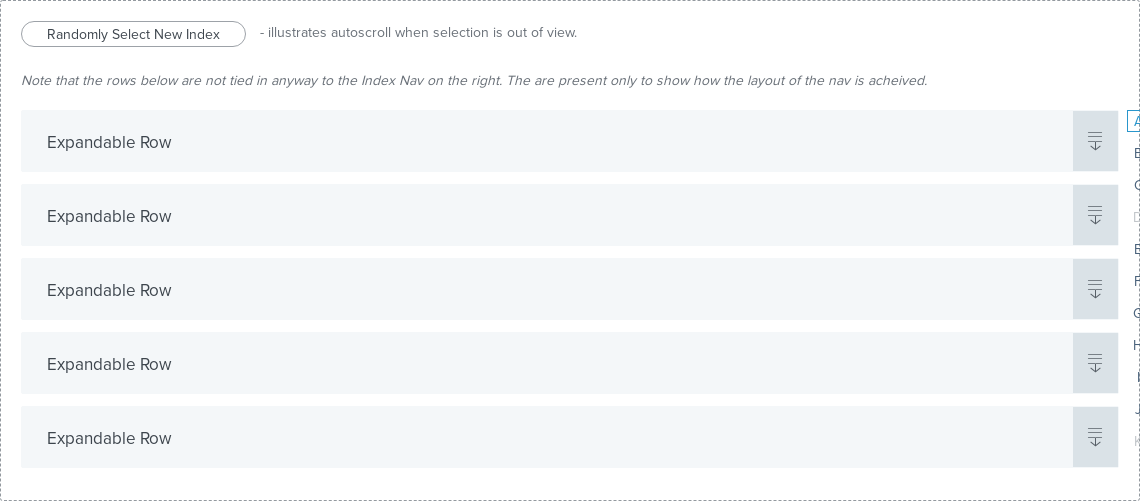 Randomly Select New Index
- illustrates autoscroll when selection is out of view.
Note that the rows below are not tied in anyway to the Index Nav on the right. The are present only to show how the layout of the nav is acheived.
Expandable Row
Expandable Row
Expandable Row
Expandable Row
Expandable Row